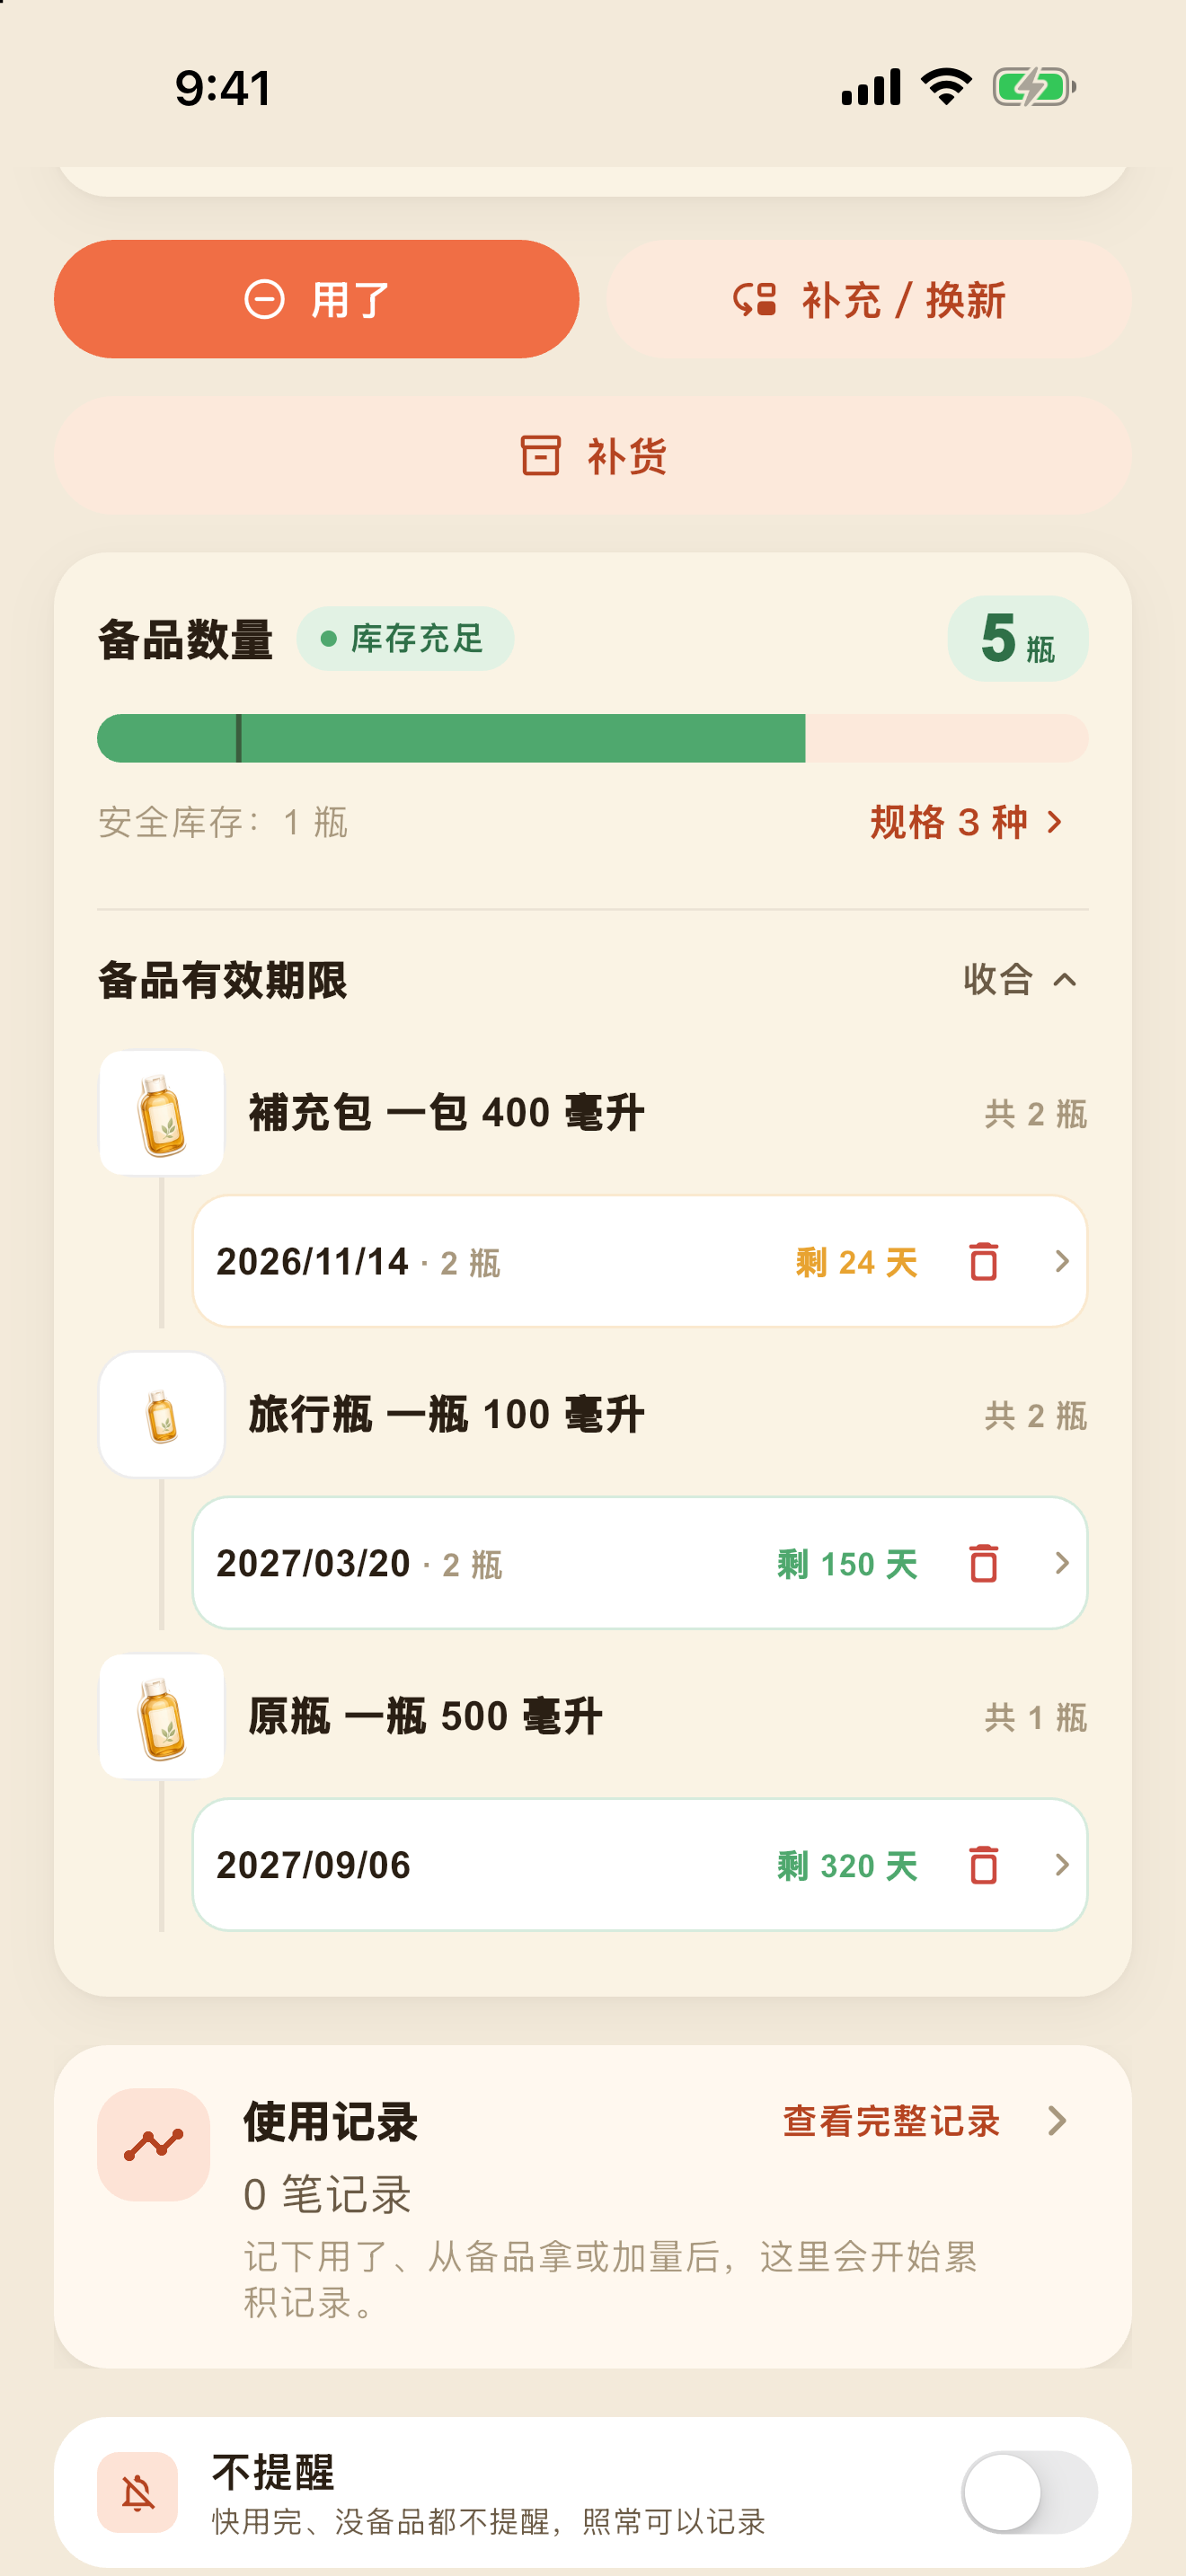 9:41
用了
补充 / 换新
补货
备品数量
库存充足
5 瓶
安全库存：1 瓶
规格 3 种
备品有效期限
收合
補充包 一包 400 毫升
共 2 瓶
2026/11/14 · 2 瓶
剩 24 天
旅行瓶 一瓶 100 毫升
共 2 瓶
2027/03/20 · 2 瓶
剩 150 天
原瓶 一瓶 500 毫升
共 1 瓶
2027/09/06
剩 320 天
使用记录
查看完整记录
0 笔记录
记下用了、从备品拿或加量后，这里会开始累
积记录。
不提醒
快用完、没备品都不提醒，照常可以记录